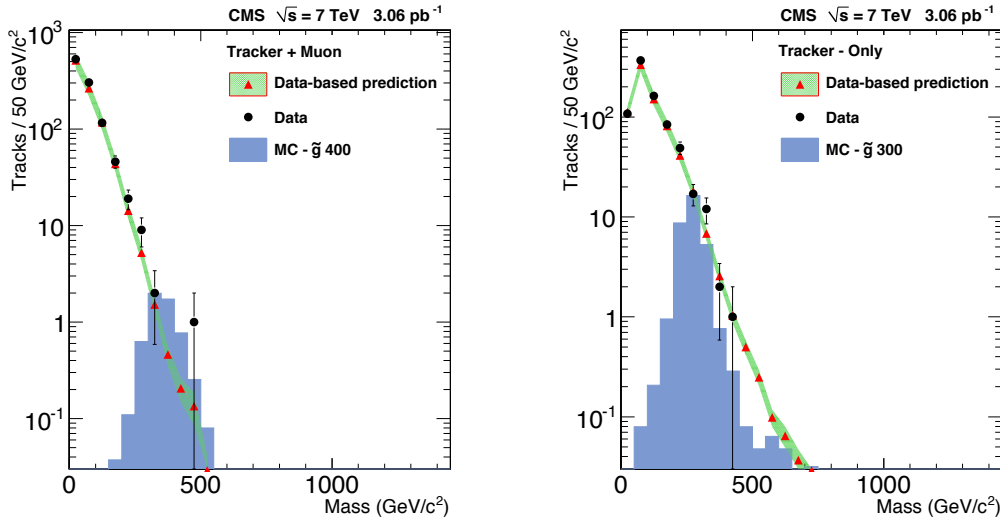 CMS √s = 7 TeV 3.06 pb⁻¹
Tracks / 50 GeV/c²
10³
10²
10
1
10⁻¹
Tracker + Muon
Data-based prediction
Data
MC - g̃ 400
0 500 1000
Mass (GeV/c²)
CMS √s = 7 TeV 3.06 pb⁻¹
Tracks / 50 GeV/c²
10²
10
1
10⁻¹
Tracker - Only
Data-based prediction
Data
MC - g̃ 300
0 500 1000
Mass (GeV/c²)